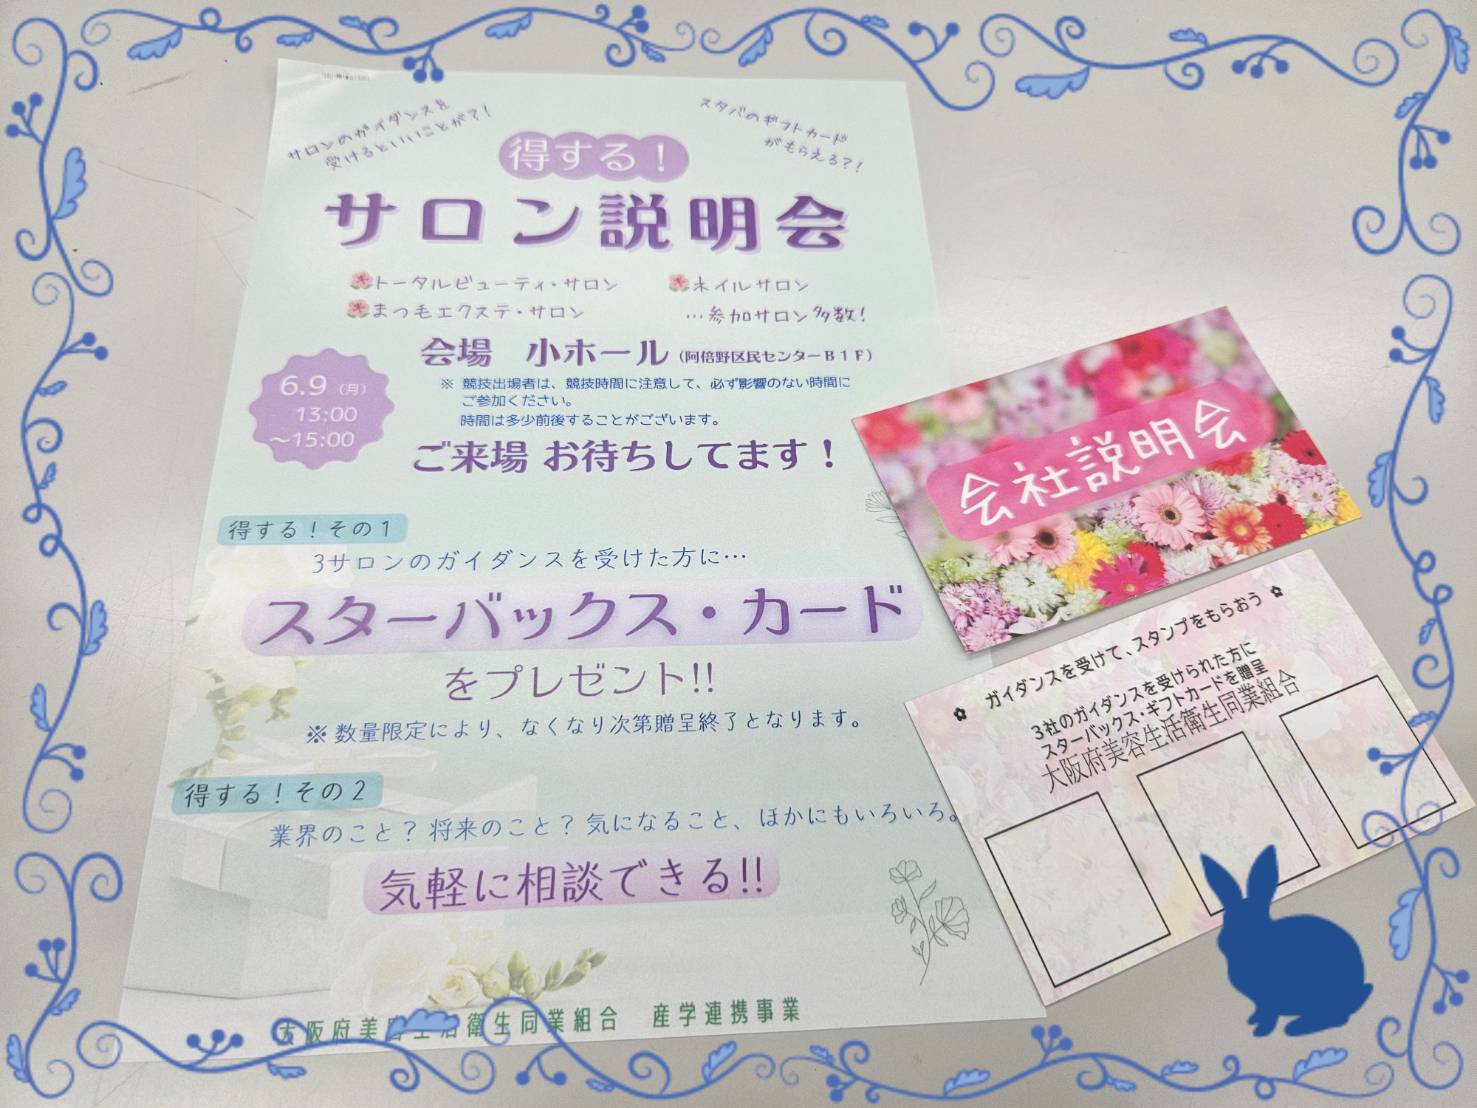 サロンのガイダンスを
受けるといいことが?!
スタバのギフトカード
がもらえる?!
得する!
サロン説明会
トータルビューティ・サロン
ネイルサロン
まつ毛エクステ・サロン
…参加サロン多数!
会場 小ホール(阿倍野区民センターB1F)
6.9(月)
13:00
~15:00
※ 競技出場者は、競技時間に注意して、必ず影響のない時間に
ご参加ください。
時間は多少前後することがございます。
ご来場 お待ちしてます!
得する!その1
3サロンのガイダンスを受けた方に…
スターバックス・カード
をプレゼント!!
※数量限定により、なくなり次第贈呈終了となります。
得する!その2
業界のこと?将来のこと?気になること、ほかにもいろいろ。
気軽に相談できる!!
大阪府美容生活衛生同業組合 産学連携事業
会社説明会
ガイダンスを受けて、スタンプをもらおう
3社のガイダンスを受けられた方に
スターバックス・ギフトカードを贈呈
大阪府美容生活衛生同業組合